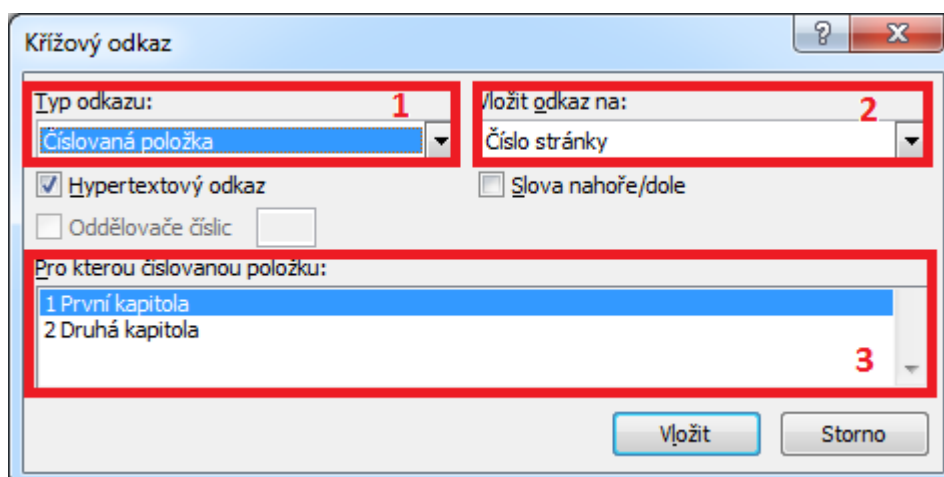 Křížový odkaz
?
Typ odkazu: 1
Vložit odkaz na: 2
Číslovaná položka
Číslo stránky
Hypertextový odkaz
Slova nahoře/dole
Oddělovače číslic
Pro kterou číslovanou položku:
1 První kapitola
2 Druhá kapitola
3
Vložit
Storno